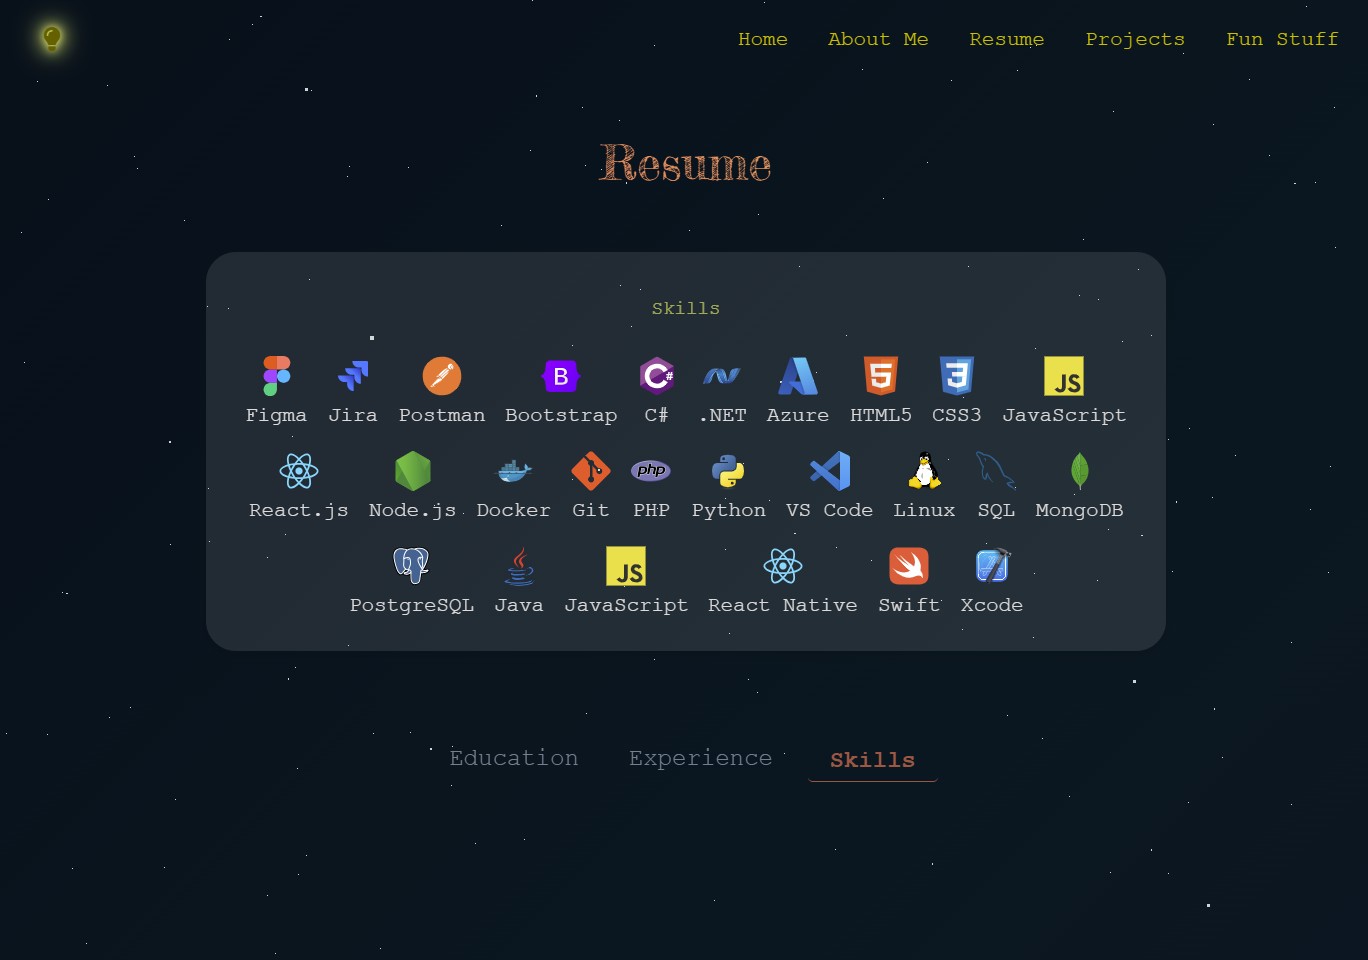 Home About Me Resume Projects Fun Stuff
Resume
Skills
Figma Jira Postman Bootstrap C# .NET Azure HTML5 CSS3 JavaScript
React.js Node.js Docker Git PHP Python VS Code Linux SQL MongoDB
PostgreSQL Java JavaScript React Native Swift Xcode
Education Experience Skills